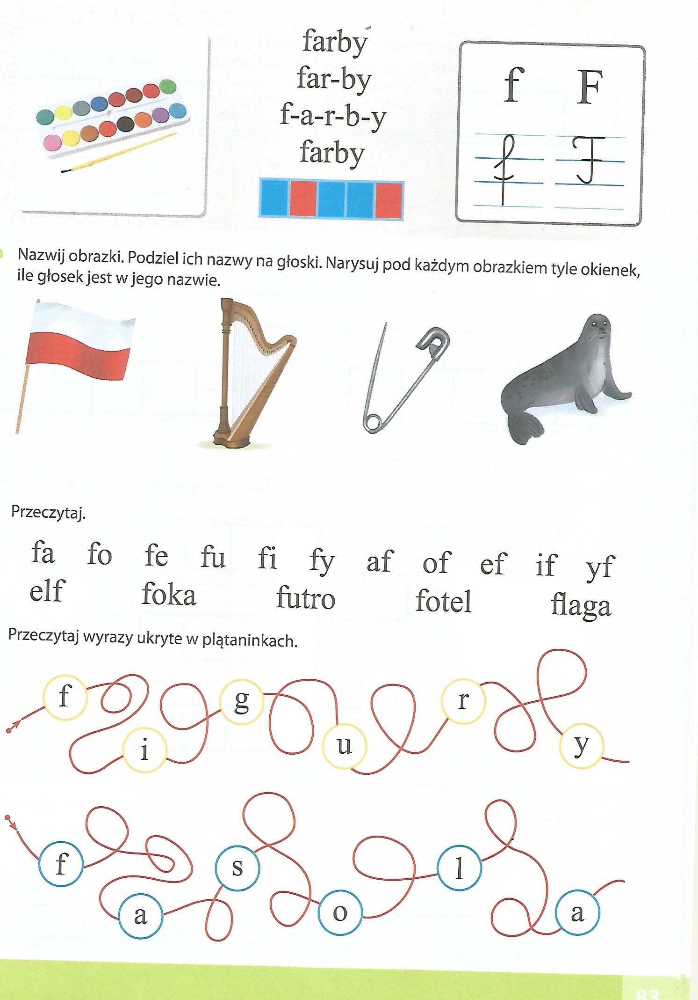 farby
far-by
f-a-r-b-y
farby
f F
f F
Nazwij obrazki. Podziel ich nazwy na głoski. Narysuj pod każdym obrazkiem tyle okienek,
ile głosek jest w jego nazwie.
Przeczytaj.
fa fo fe fu fi fy af of ef if yf
elf foka futro fotel flaga
Przeczytaj wyrazy ukryte w plątaninkach.
f i g u r y
f a s o l a
83